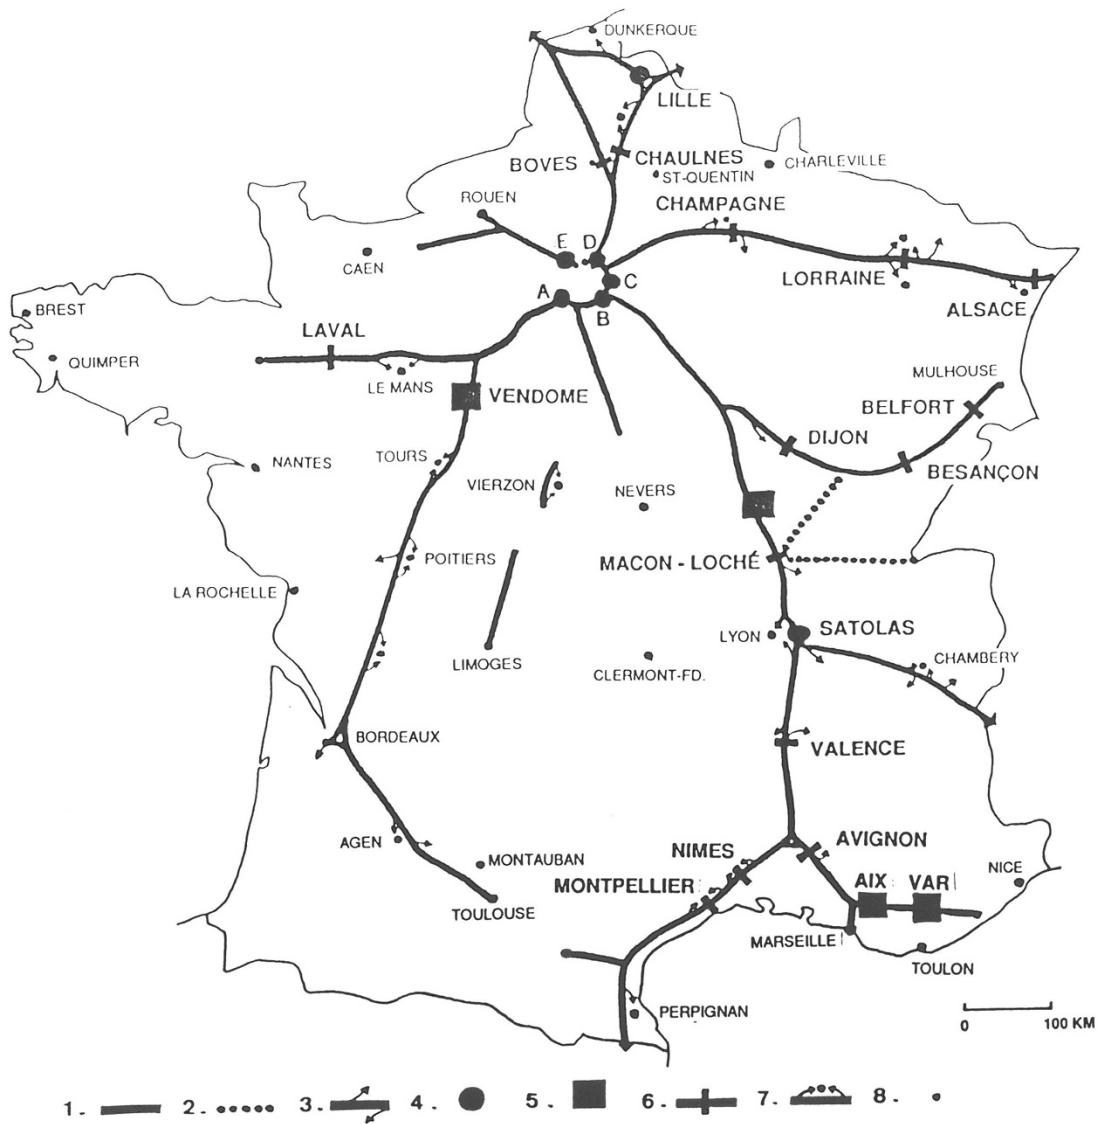 DUNKERQUE
LILLE
BOVES
CHAULNES
CHARLEVILLE
ST-QUENTIN
ROUEN
CHAMPAGNE
E D
CAEN
LORRAINE
C
A
B
ALSACE
BREST
LAVAL
QUIMPER
LE MANS
MULHOUSE
VENDOME
BELFORT
DIJON
TOURS
NANTES
BESANÇON
VIERZON
NEVERS
POITIERS
MACON - LOCHÉ
LA ROCHELLE
LYON
SATOLAS
LIMOGES
CHAMBERY
CLERMONT-FD.
BORDEAUX
VALENCE
AGEN
AVIGNON
NIMES
MONTAUBAN
NICE
MONTPELLIER
AIX VAR
TOULOUSE
MARSEILLE
TOULON
PERPIGNAN
0 100 KM
1. 2. 3. 4. 5. 6. 7. 8.